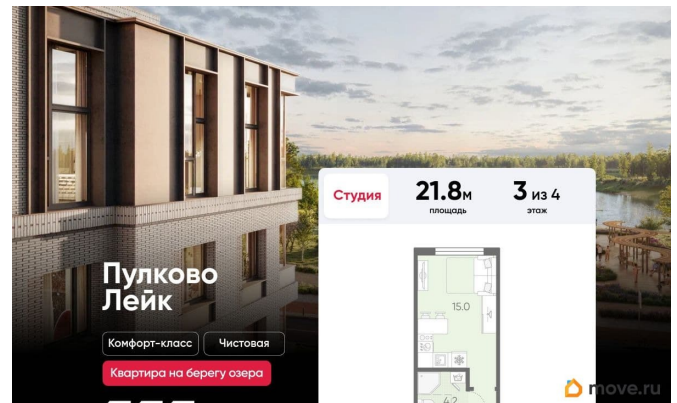 Студия
21.8м
площадь
3 из 4
этаж
Пулково
Лейк
15.0
Комфорт-класс
Чистовая
Квартира на берегу озера
4.2
move.ru